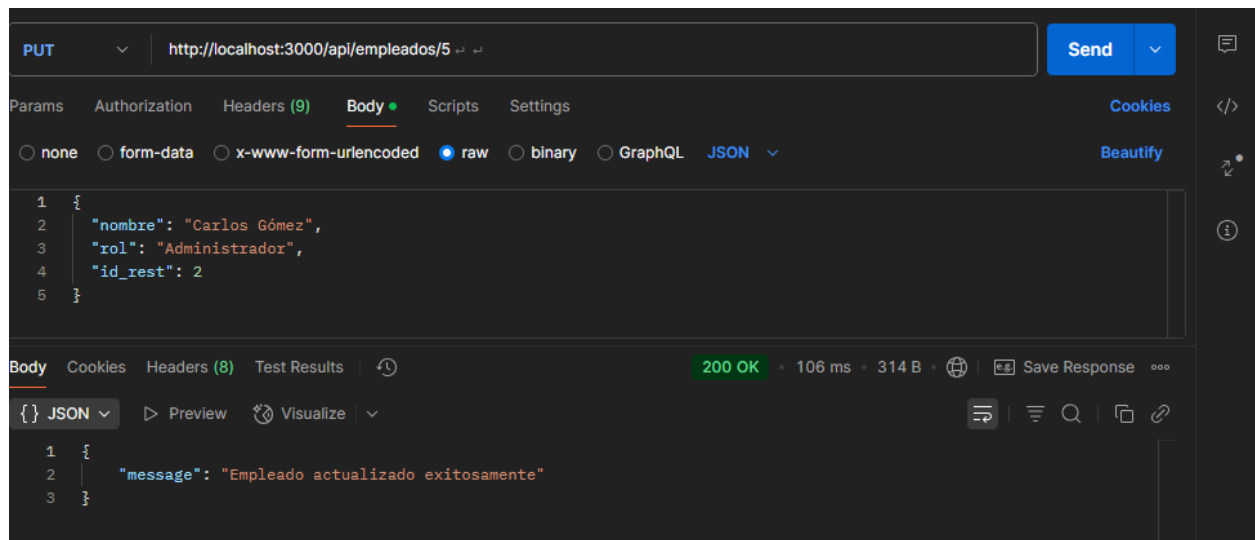 PUT http://localhost:3000/api/empleados/5 ↵ ↵ Send
Params Authorization Headers (9) Body Scripts Settings Cookies
none form-data x-www-form-urlencoded raw binary GraphQL JSON Beautify
1 {
2 "nombre": "Carlos Gómez",
3 "rol": "Administrador",
4 "id_rest": 2
5 }
Body Cookies Headers (8) Test Results 200 OK • 106 ms • 314 B • e.g. Save Response
{} JSON Preview Visualize
1 {
2 "message": "Empleado actualizado exitosamente"
3 }